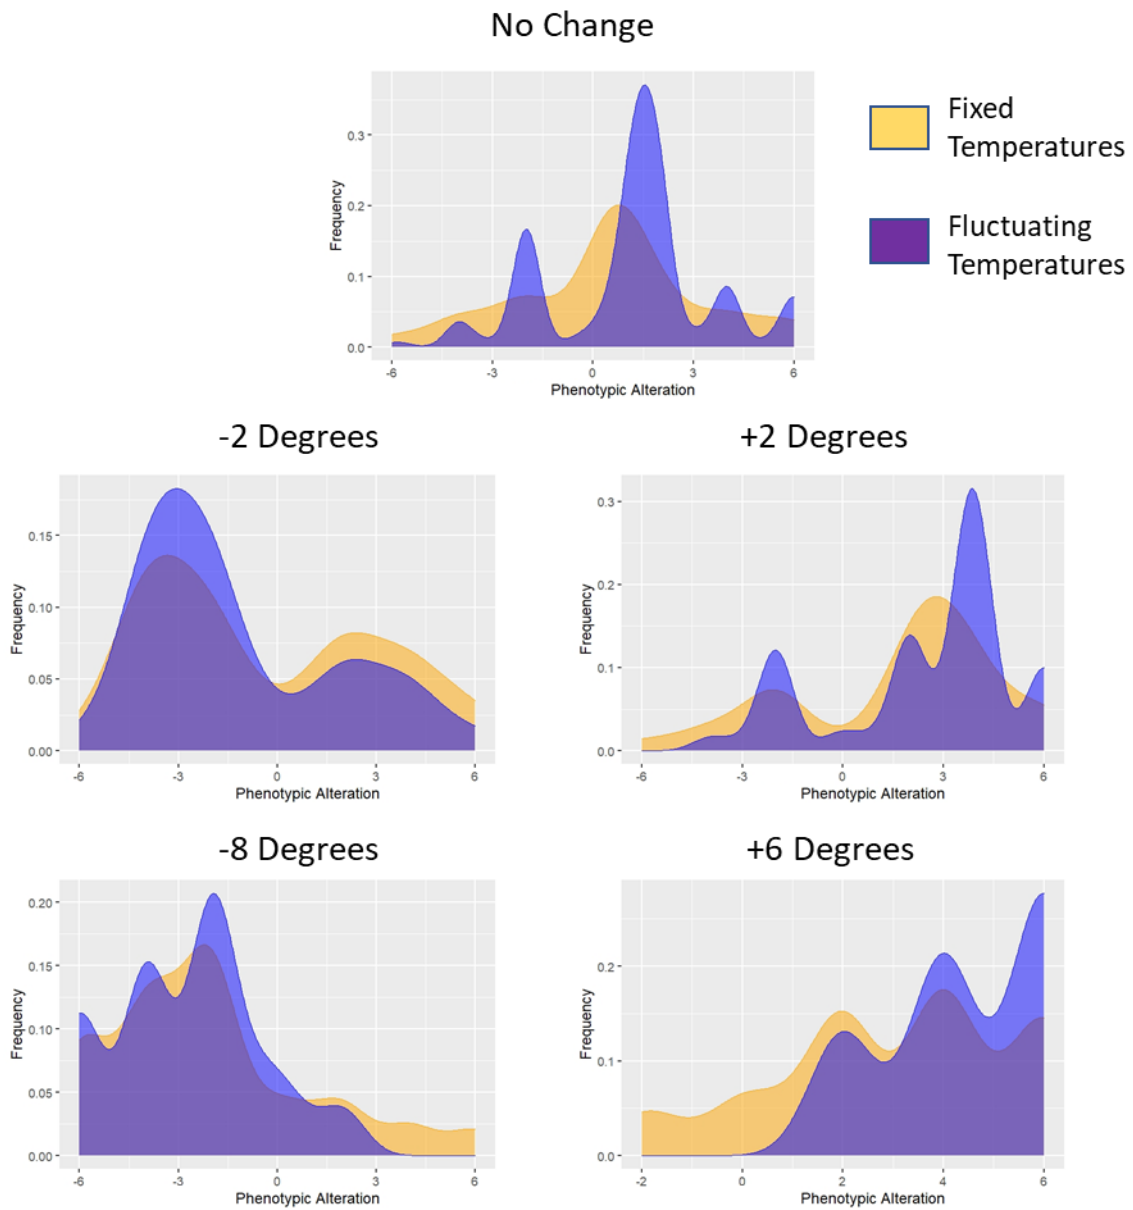 No Change
Fixed
Temperatures
Fluctuating
Temperatures
Frequency
0.3
0.2
0.1
0.0
-6 -3 0 3 6
Phenotypic Alteration
-2 Degrees
Frequency
0.15
0.10
0.05
0.00
-6 -3 0 3 6
Phenotypic Alteration
+2 Degrees
Frequency
0.3
0.2
0.1
0.0
-6 -3 0 3 6
Phenotypic Alteration
-8 Degrees
Frequency
0.20
0.15
0.10
0.05
0.00
-6 -3 0 3 6
Phenotypic Alteration
+6 Degrees
Frequency
0.2
0.1
0.0
-2 0 2 4 6
Phenotypic Alteration